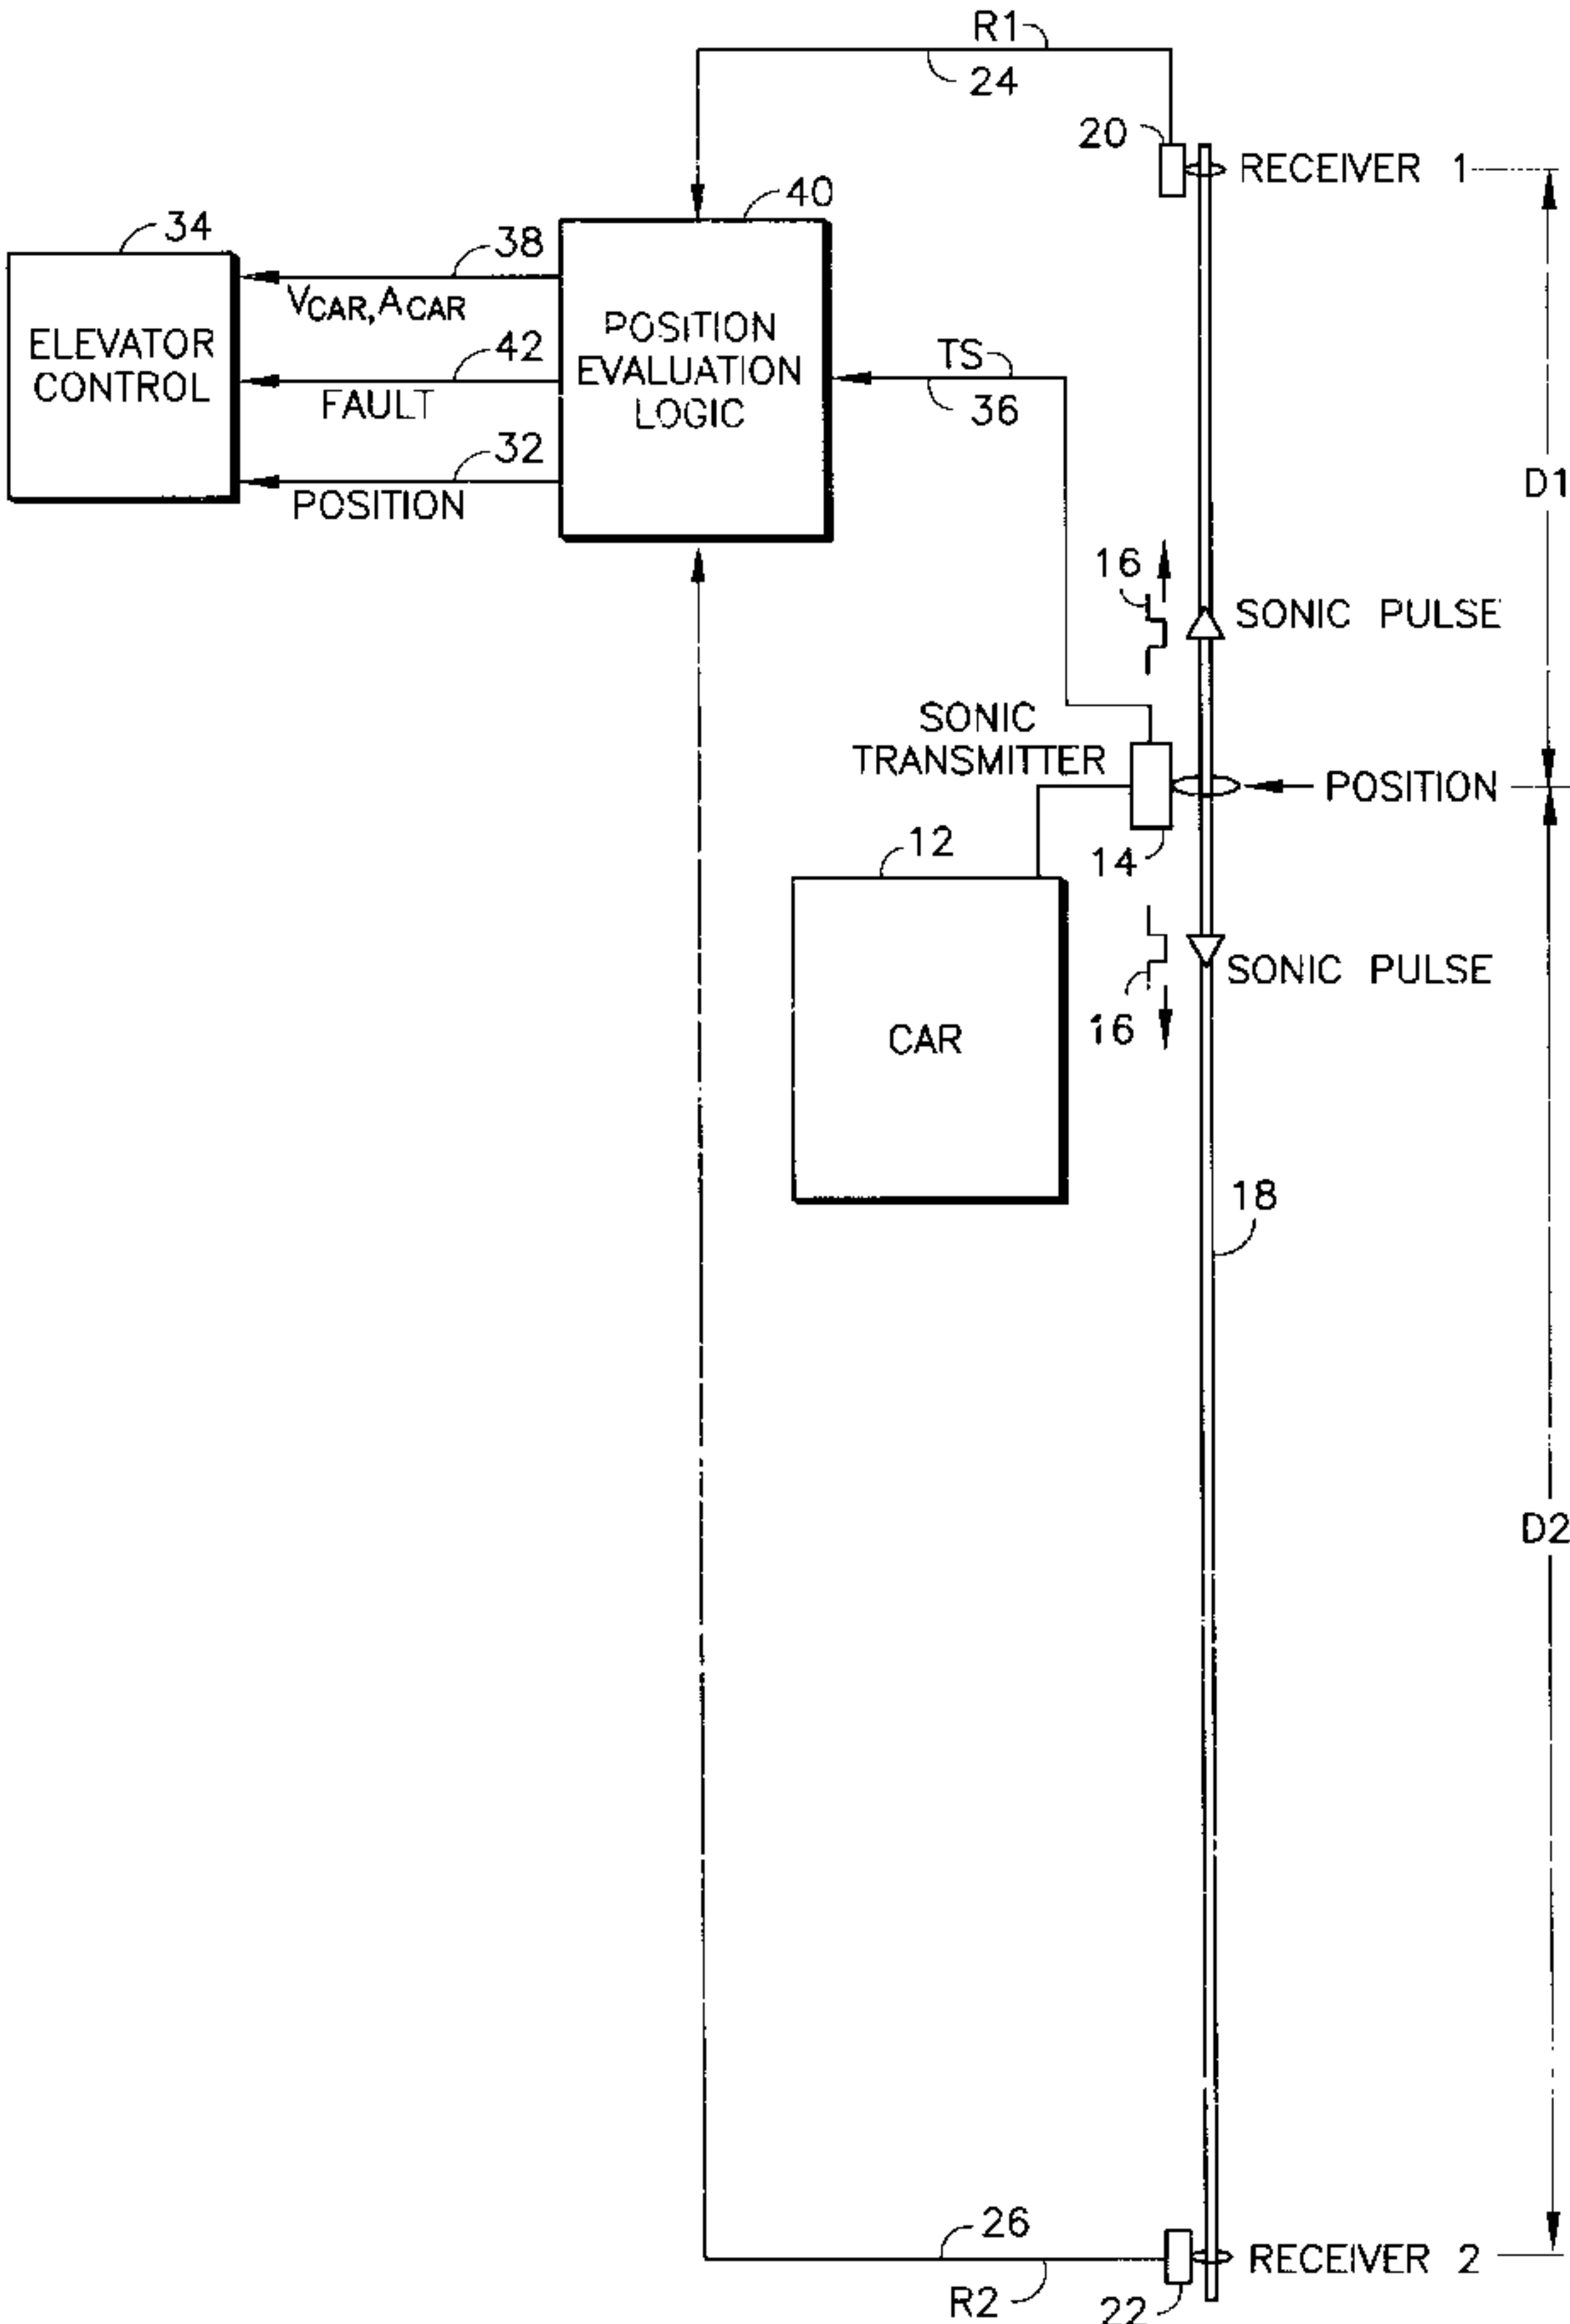 R1
24
20
RECEIVER 1
40
34
38
VCAR, ACAR
ELEVATOR
CONTROL
POSITION
EVALUATION
LOGIC
42
FAULT
TS
36
32
POSITION
D1
16
SONIC PULSE
SONIC
TRANSMITTER
POSITION
12
14
SONIC PULSE
16
CAR
18
D2
26
R2
RECEIVER 2
22